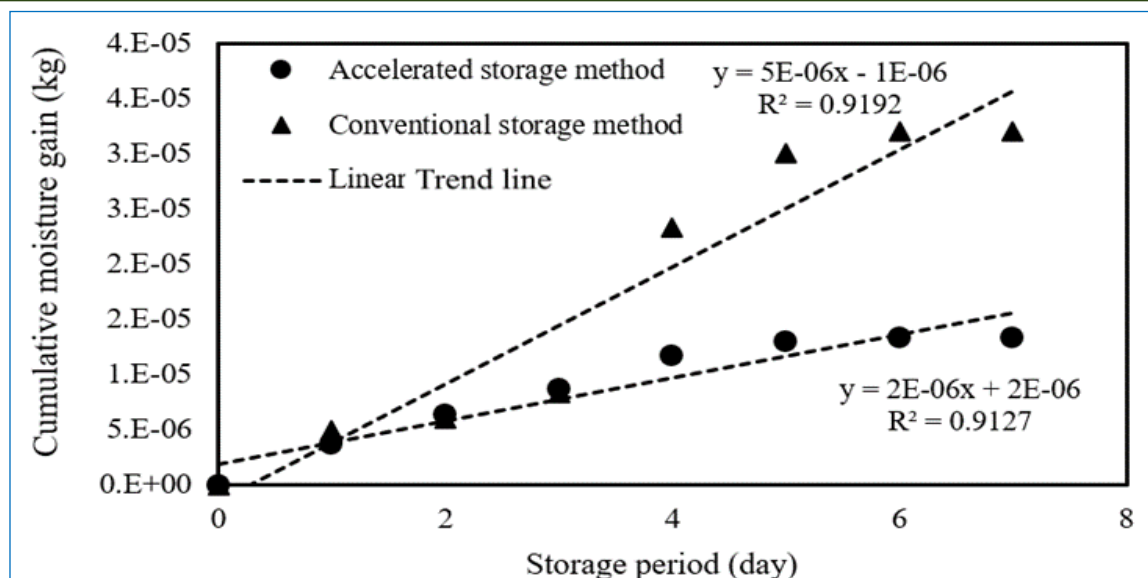 Cumulative moisture gain (kg)
4.E-05
4.E-05
3.E-05
3.E-05
2.E-05
2.E-05
1.E-05
5.E-06
0.E+00
Accelerated storage method
Conventional storage method
Linear Trend line
y = 5E-06x - 1E-06
R² = 0.9192
y = 2E-06x + 2E-06
R² = 0.9127
0 2 4 6 8
Storage period (day)